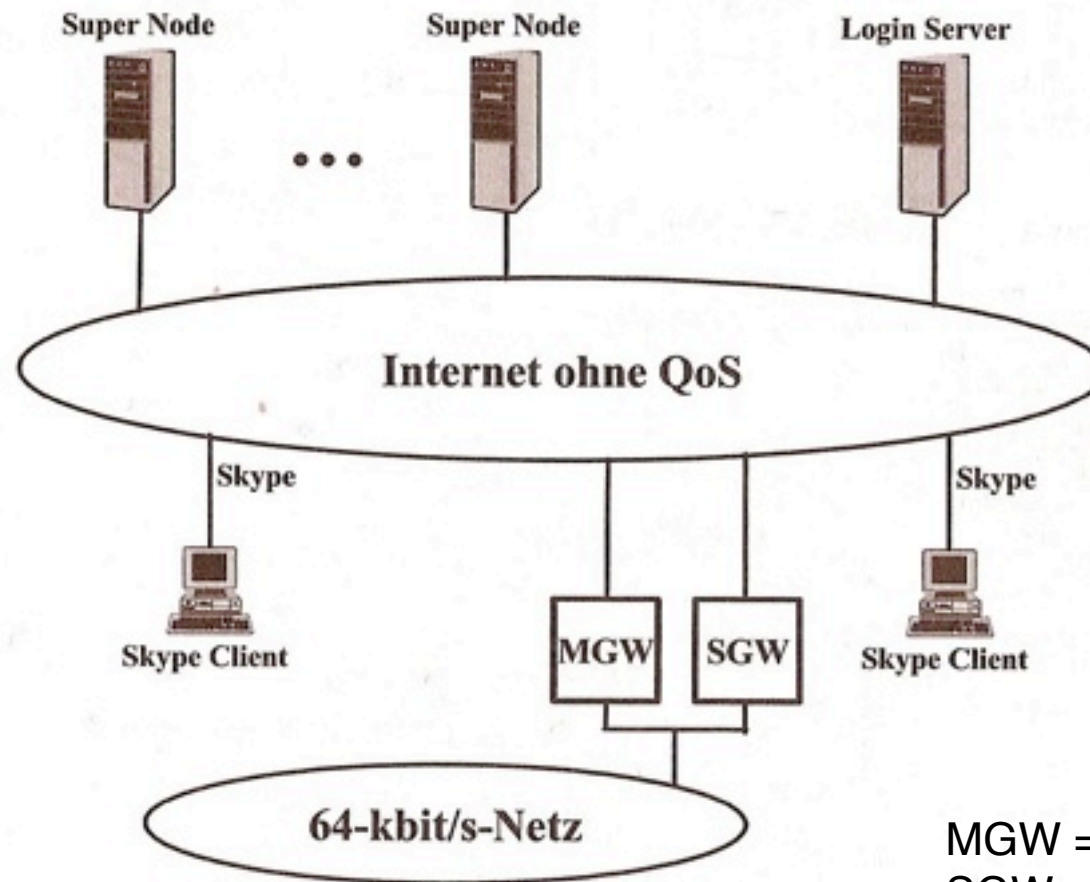 Super Node
Super Node
Login Server
Internet ohne QoS
Skype
Skype
Skype Client
MGW
SGW
Skype Client
64-kbit/s-Netz
MGW =